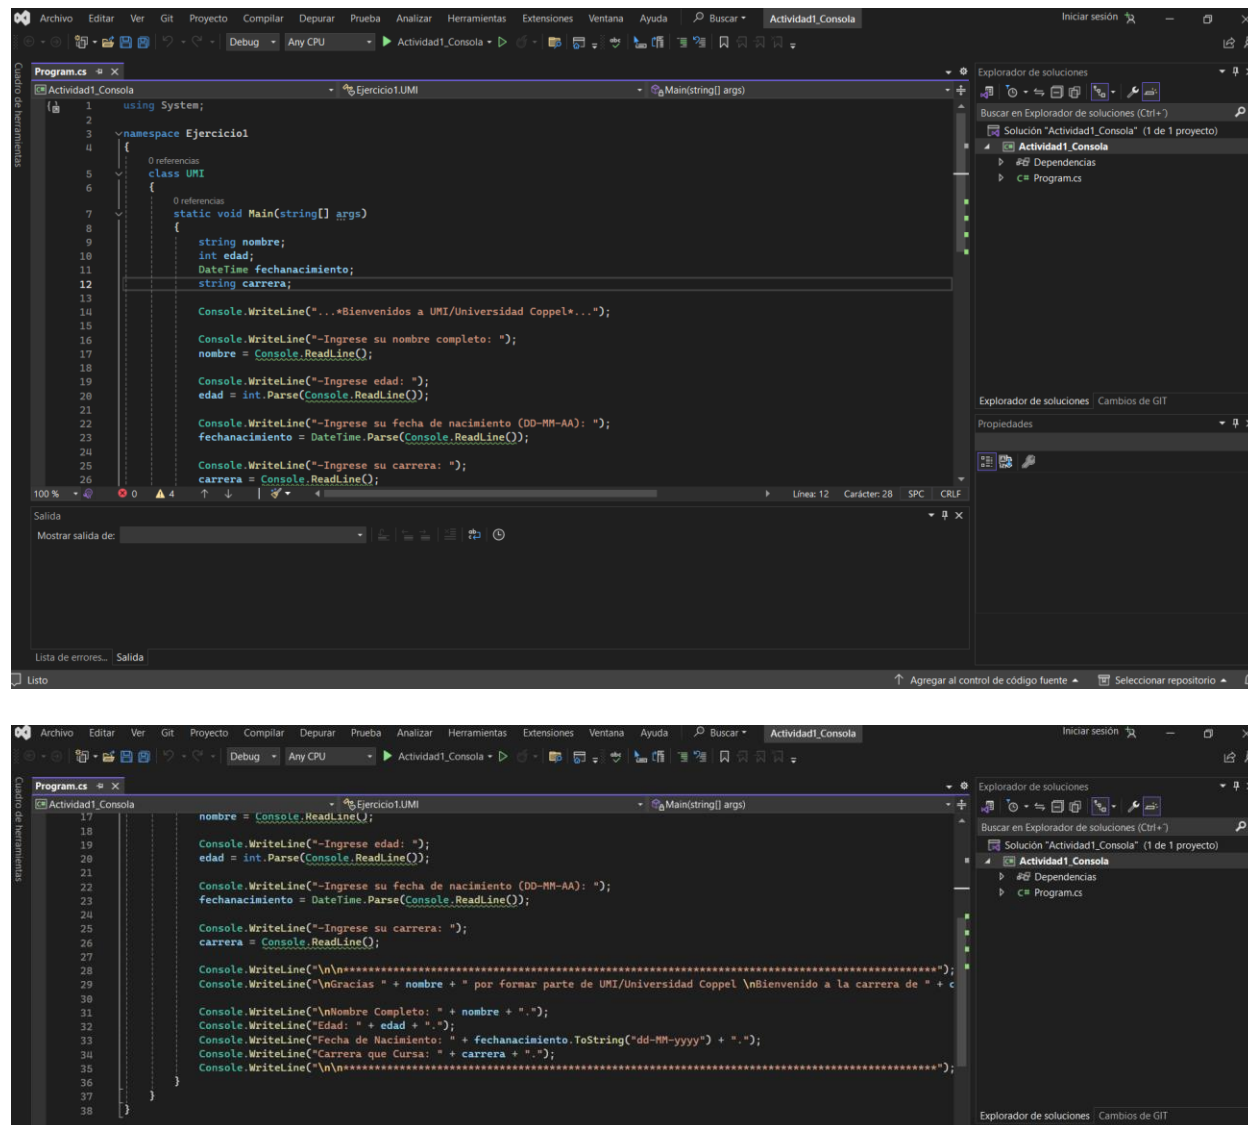 Archivo Editar Ver Git Proyecto Compilar Depurar Prueba Analizar Herramientas Extensiones Ventana Ayuda Buscar Actividad1_Consola Iniciar sesión
Debug Any CPU Actividad1_Consola
Cuadro de herramientas
Program.cs
Actividad1_Consola Ejercicio1.UMI Main(string[] args)
1 using System;
2
3 namespace Ejercicio1
4 {
0 referencias
5 class UMI
6 {
0 referencias
7 static void Main(string[] args)
8 {
9 string nombre;
10 int edad;
11 DateTime fechanacimiento;
12 string carrera;
13
14 Console.WriteLine("...*Bienvenidos a UMI/Universidad Coppel*...");
15
16 Console.WriteLine("-Ingrese su nombre completo: ");
17 nombre = Console.ReadLine();
18
19 Console.WriteLine("-Ingrese edad: ");
20 edad = int.Parse(Console.ReadLine());
21
22 Console.WriteLine("-Ingrese su fecha de nacimiento (DD-MM-AA): ");
23 fechanacimiento = DateTime.Parse(Console.ReadLine());
24
25 Console.WriteLine("-Ingrese su carrera: ");
26 carrera = Console.ReadLine();
100 % 0 4 Línea: 12 Carácter: 28 SPC CRLF
Salida
Mostrar salida de:
Lista de errores... Salida
Explorador de soluciones
Buscar en Explorador de soluciones (Ctrl+´)
Solución "Actividad1_Consola" (1 de 1 proyecto)
Actividad1_Consola
Dependencias
C# Program.cs
Explorador de soluciones Cambios de GIT
Propiedades
Listo Agregar al control de código fuente Seleccionar repositorio
Archivo Editar Ver Git Proyecto Compilar Depurar Prueba Analizar Herramientas Extensiones Ventana Ayuda Buscar Actividad1_Consola Iniciar sesión
Debug Any CPU Actividad1_Consola
Cuadro de herramientas
Program.cs
Actividad1_Consola Ejercicio1.UMI Main(string[] args)
17 nombre = Console.ReadLine();
18
19 Console.WriteLine("-Ingrese edad: ");
20 edad = int.Parse(Console.ReadLine());
21
22 Console.WriteLine("-Ingrese su fecha de nacimiento (DD-MM-AA): ");
23 fechanacimiento = DateTime.Parse(Console.ReadLine());
24
25 Console.WriteLine("-Ingrese su carrera: ");
26 carrera = Console.ReadLine();
27
28 Console.WriteLine("\n\n***********************************************************************************************");
29 Console.WriteLine("\nGracias " + nombre + " por formar parte de UMI/Universidad Coppel \nBienvenido a la carrera de " + c
30
31 Console.WriteLine("\nNombre Completo: " + nombre + ".");
32 Console.WriteLine("Edad: " + edad + ".");
33 Console.WriteLine("Fecha de Nacimiento: " + fechanacimiento.ToString("dd-MM-yyyy") + ".");
34 Console.WriteLine("Carrera que Cursa: " + carrera + ".");
35 Console.WriteLine("\n\n***********************************************************************************************");
36 }
37 }
38 }
Explorador de soluciones
Buscar en Explorador de soluciones (Ctrl+´)
Solución "Actividad1_Consola" (1 de 1 proyecto)
Actividad1_Consola
Dependencias
C# Program.cs
Explorador de soluciones Cambios de GIT